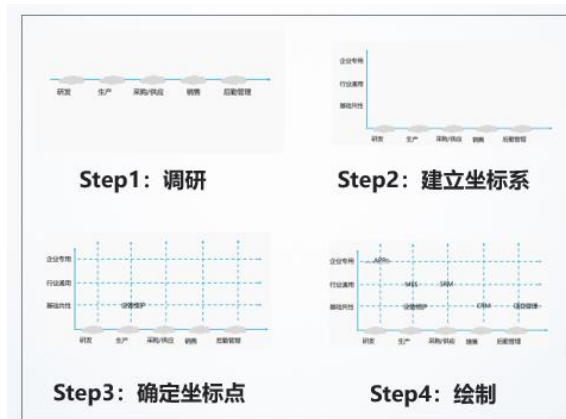 研发 生产 采购/供应 销售 后勤管理
Step1：调研
企业专用
行业通用
基础共性
研发 生产 采购/供应 销售 后勤管理
Step2：建立坐标系
企业专用
行业通用
基础共性 设备维护
研发 生产 采购/供应 销售 后勤管理
Step3：确定坐标点
企业专用
行业通用 MES SRM
基础共性 设备维护 CRM
研发 生产 采购/供应 销售 后勤管理
Step4：绘制